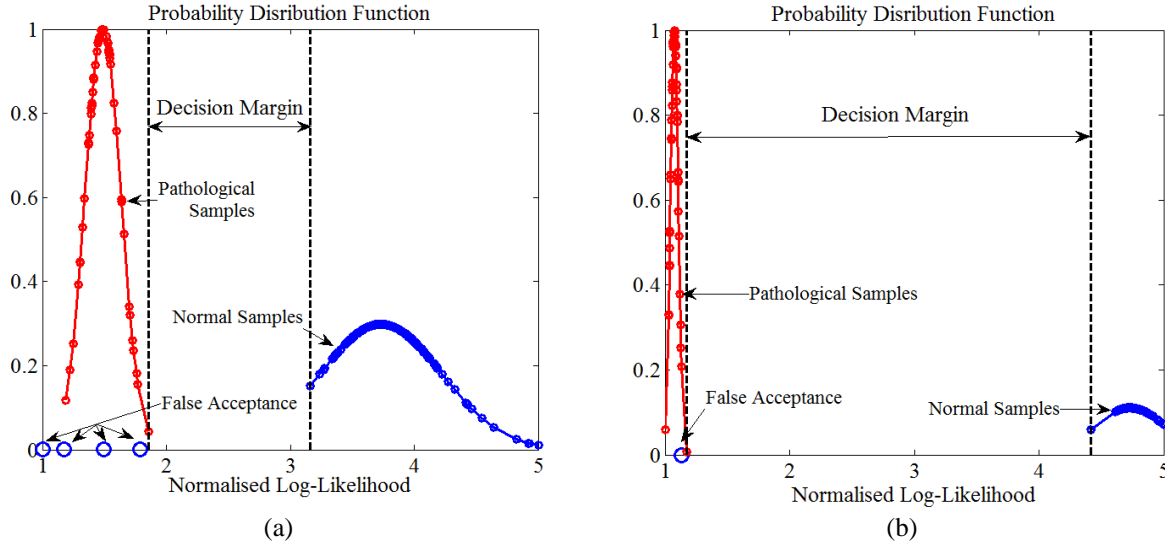 Probability Disribution Function
1
0.8
0.6
0.4
0.2
0
Decision Margin
Pathological
Samples
Normal Samples
False Acceptance
1 2 3 4 5
Normalised Log-Likelihood
(a)
Probability Disribution Function
1
0.8
0.6
0.4
0.2
0
Decision Margin
Pathological Samples
False Acceptance
Normal Samples
1 2 3 4 5
Normalised Log-Likelihood
(b)